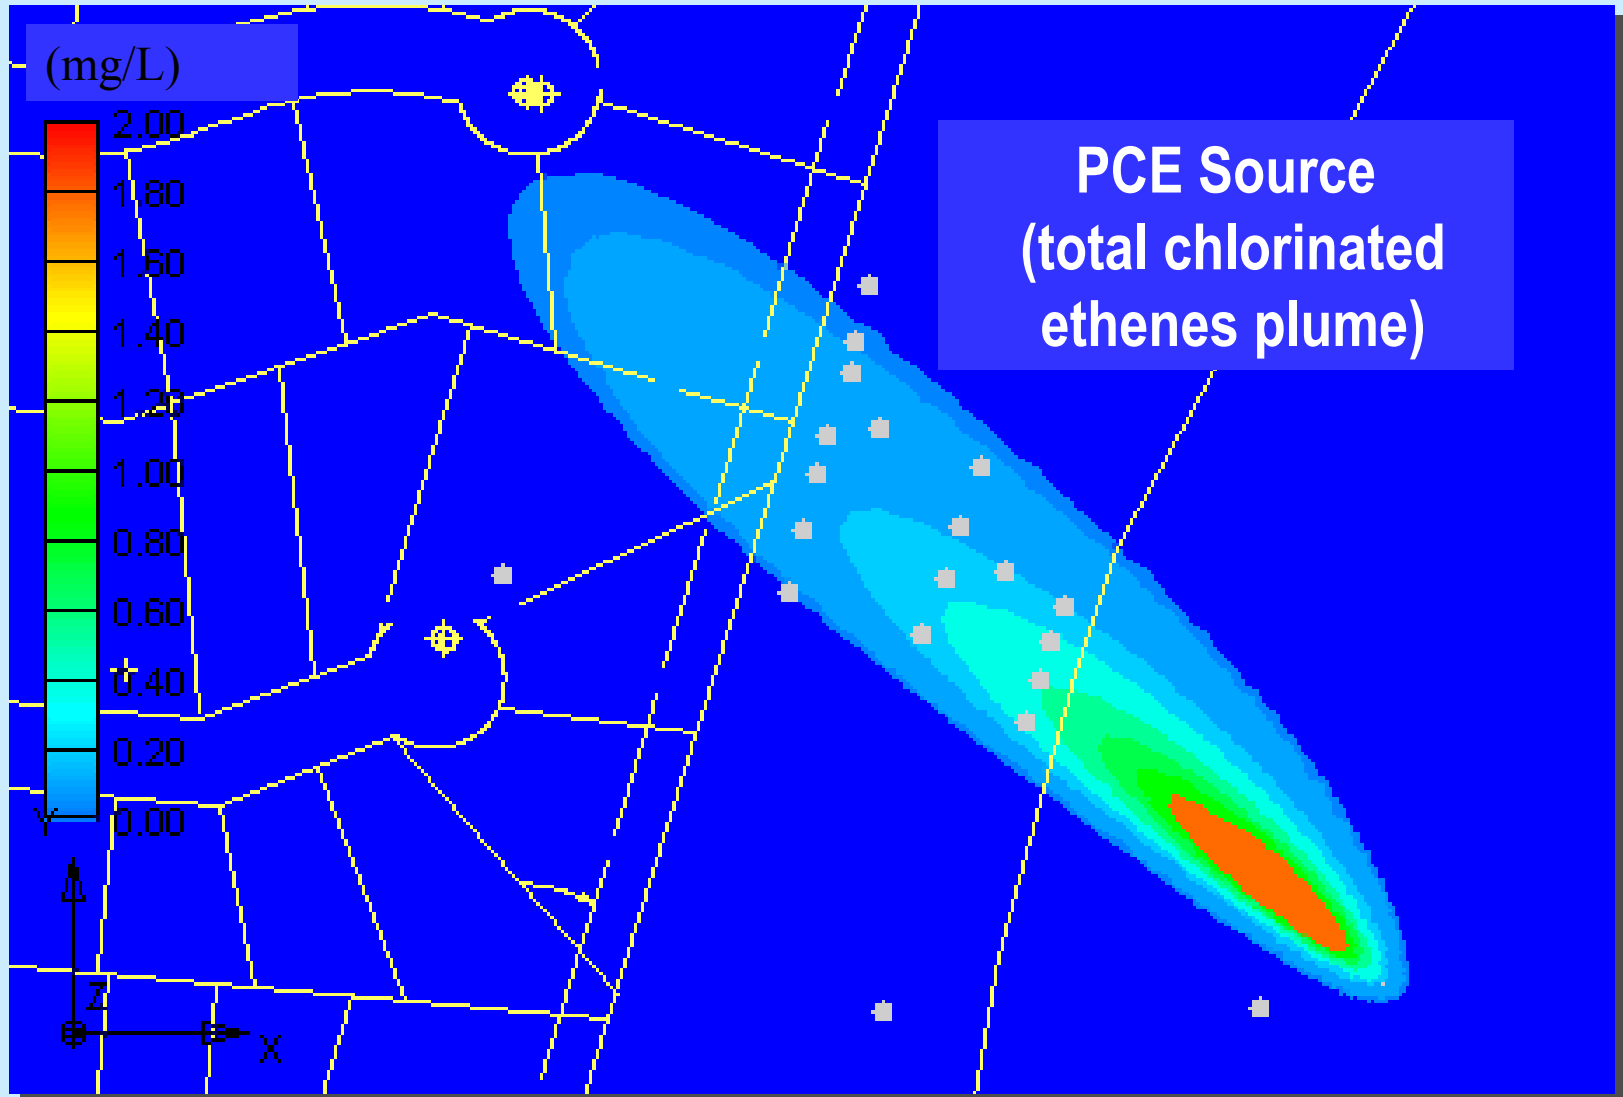 (mg/L)
2.00
1.80
1.60
1.40
1.20
1.00
0.80
0.60
0.40
0.20
0.00
PCE Source
(total chlorinated
ethenes plume)
Y
Z
X